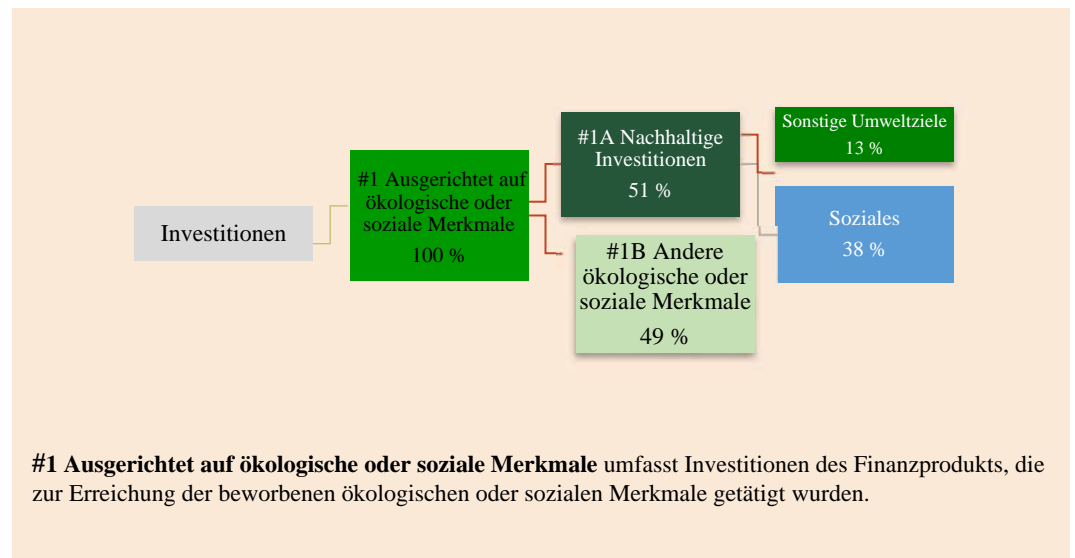 Investitionen
#1 Ausgerichtet auf
ökologische oder
soziale Merkmale
100 %
#1A Nachhaltige
Investitionen
51 %
#1B Andere
ökologische oder
soziale Merkmale
49 %
Sonstige Umweltziele
13 %
Soziales
38 %
#1 Ausgerichtet auf ökologische oder soziale Merkmale umfasst Investitionen des Finanzprodukts, die
zur Erreichung der beworbenen ökologischen oder sozialen Merkmale getätigt wurden.